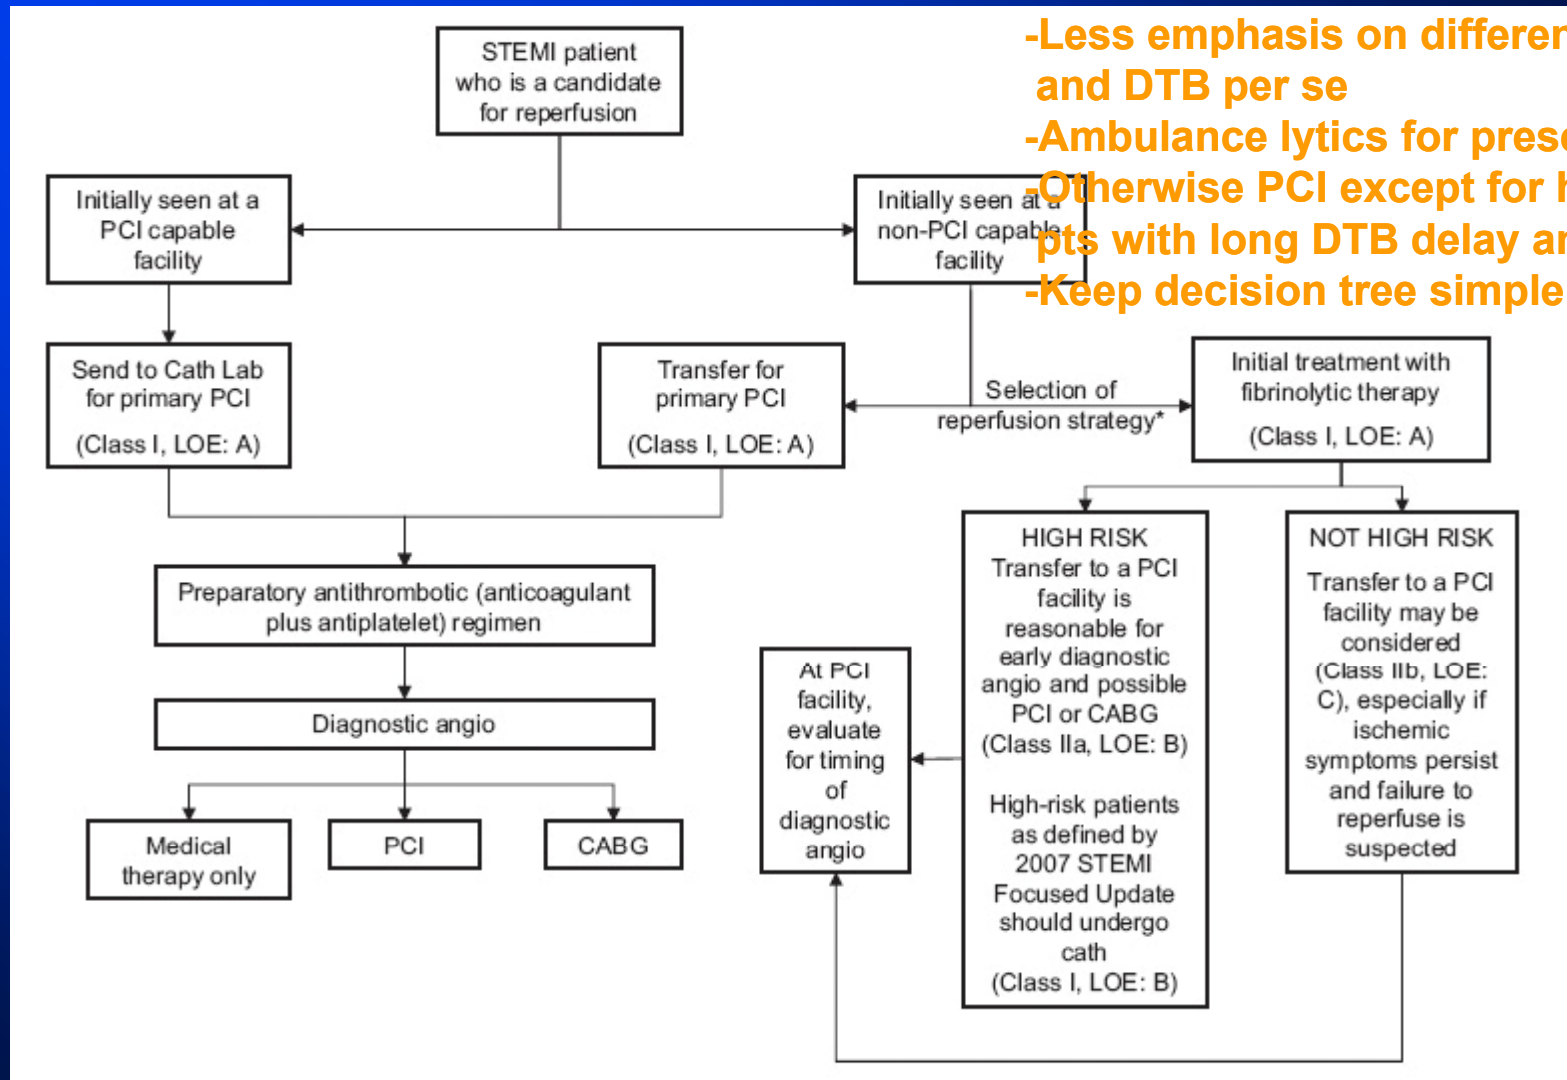 -Less emphasis on
and DTB per se
-Ambulance lytics for
-Otherwise PCI except for
pts with long DTB delay
-Keep decision tree simple
STEMI patient
who is a candidate
for reperfusion
Initially seen at a
PCI capable
facility
Initially seen at a
non-PCI capable
facility
Send to Cath Lab
for primary PCI
(Class I, LOE: A)
Transfer for
primary PCI
(Class I, LOE: A)
Selection of
reperfusion strategy*
Initial treatment with
fibrinolytic therapy
(Class I, LOE: A)
Preparatory antithrombotic (anticoagulant
plus antiplatelet) regimen
Diagnostic angio
Medical
therapy only
PCI
CABG
At PCI
facility,
evaluate
for timing
of
diagnostic
angio
HIGH RISK
Transfer to a PCI
facility is
reasonable for
early diagnostic
angio and possible
PCI or CABG
(Class IIa, LOE: B)
High-risk patients
as defined by
2007 STEMI
Focused Update
should undergo
cath
(Class I, LOE: B)
NOT HIGH RISK
Transfer to a PCI
facility may be
considered
(Class IIb, LOE:
C), especially if
ischemic
symptoms persist
and failure to
reperfuse is
suspected